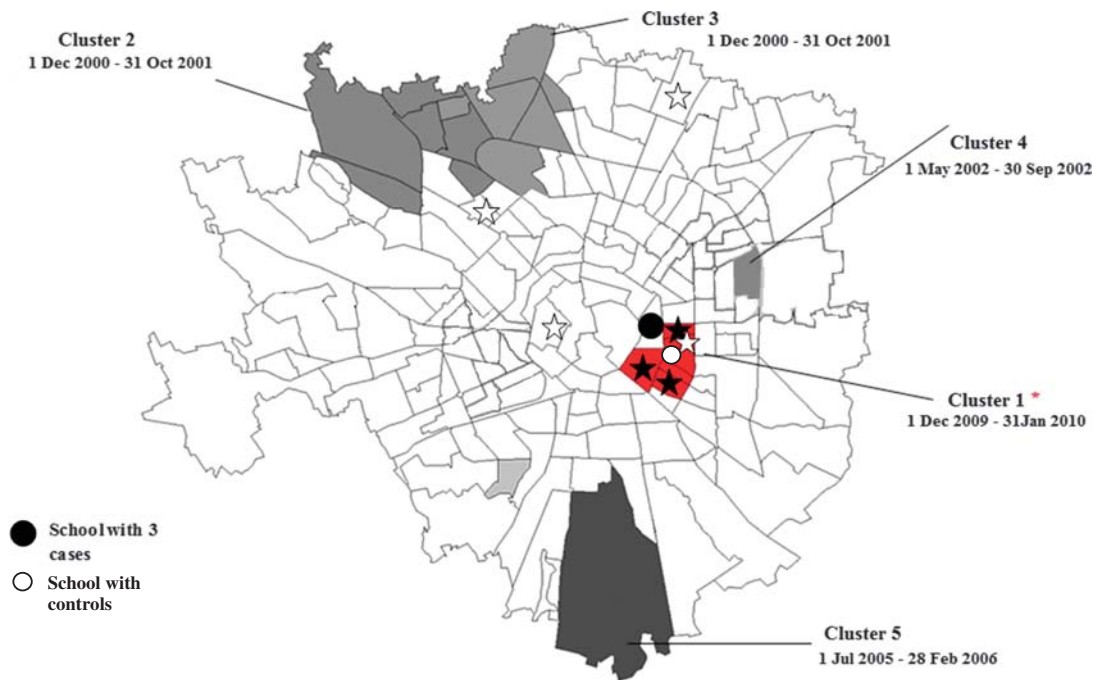 Cluster 3
1 Dec 2000 - 31 Oct 2001
Cluster 2
1 Dec 2000 - 31 Oct 2001
Cluster 4
1 May 2002 - 30 Sep 2002
Cluster 1 *
1 Dec 2009 - 31Jan 2010
School with 3
cases
School with
controls
Cluster 5
1 Jul 2005 - 28 Feb 2006